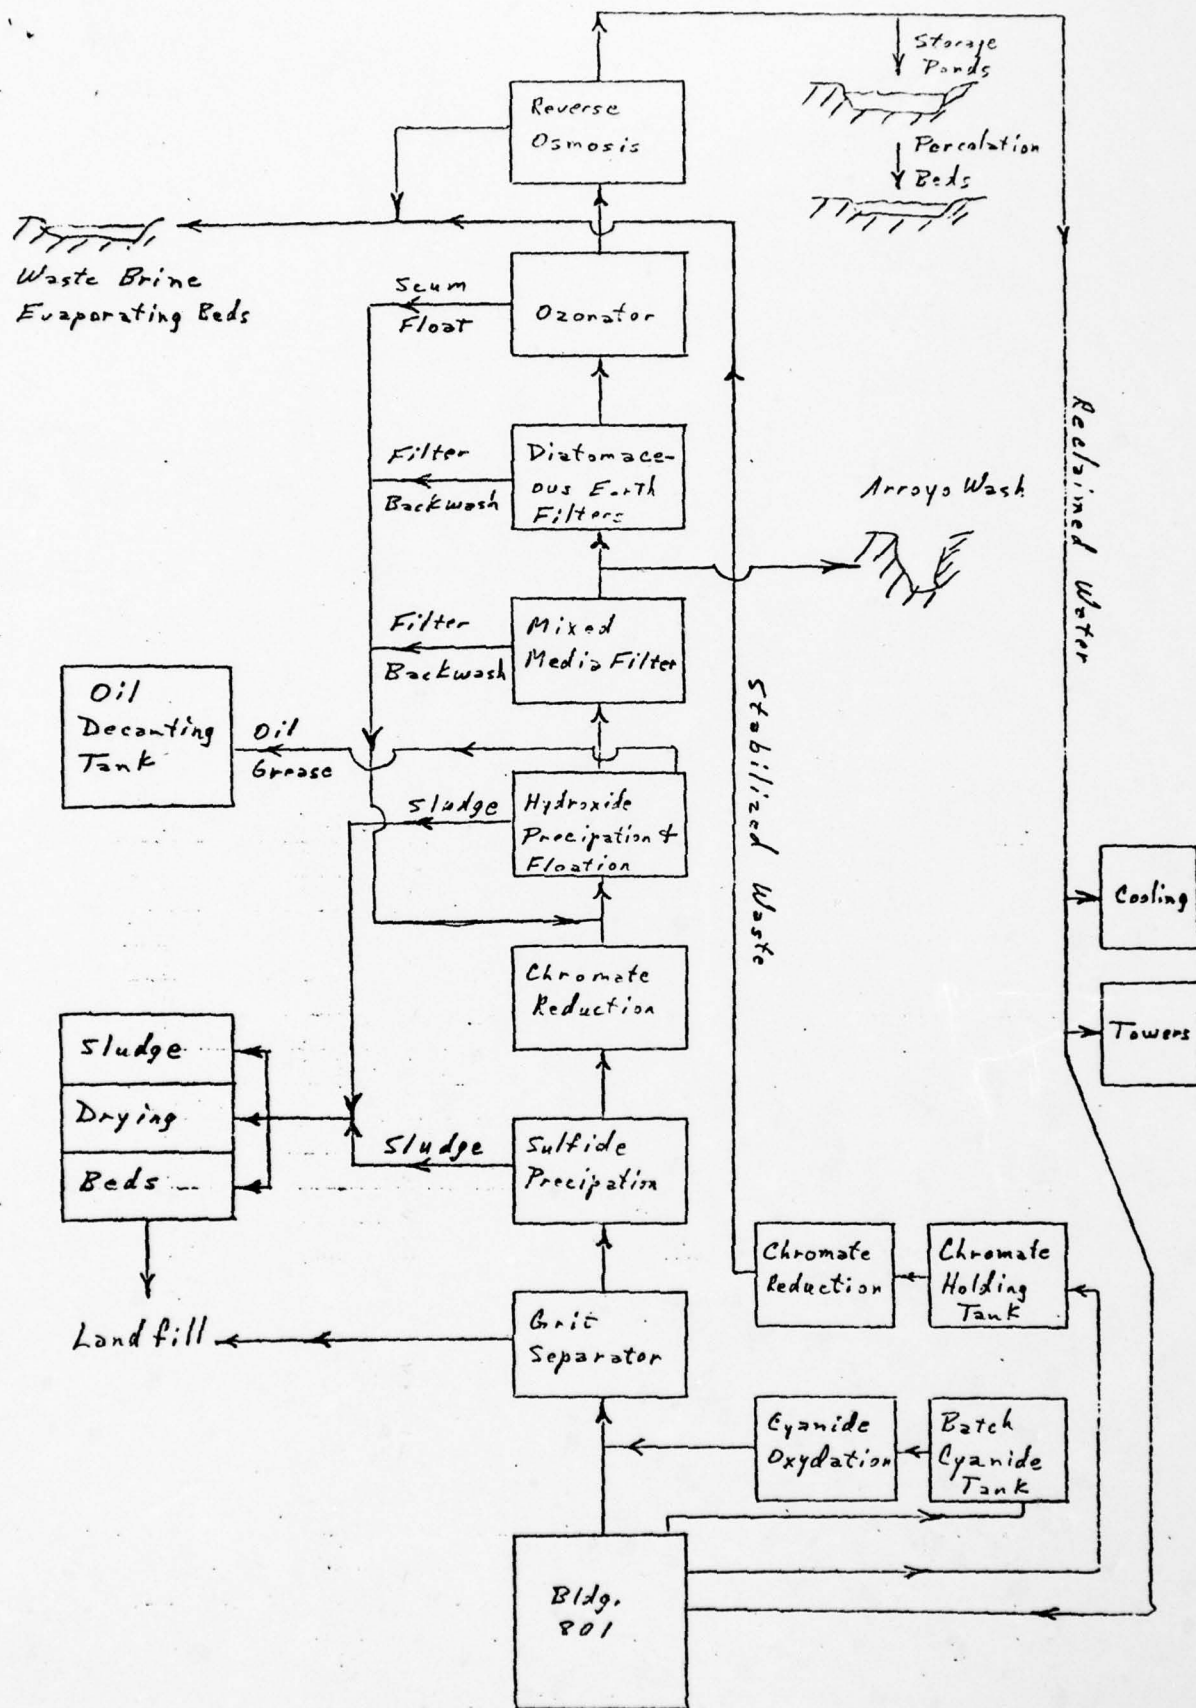 Storage
Ponds
Reverse
Osmosis
Percolation
Beds
Waste Brine
Evaporating Beds
Scum
Float
Ozonator
Reclaimed Water
Filter
Backwash
Diatomace-
ous Earth
Filters
Arroyo Wash
Filter
Backwash
Mixed
Media Filter
Stabilized Waste
Oil
Decanting
Tank
Oil
Grease
Sludge
Hydroxide
Precipation &
Floation
Cooling
Chromate
Reduction
Towers
Sludge
Drying
Beds
Sludge
Sulfide
Precipation
Chromate
Reduction
Chromate
Holding
Tank
Landfill
Grit
Separator
Cyanide
Oxydation
Batch
Cyanide
Tank
Bldg.
801